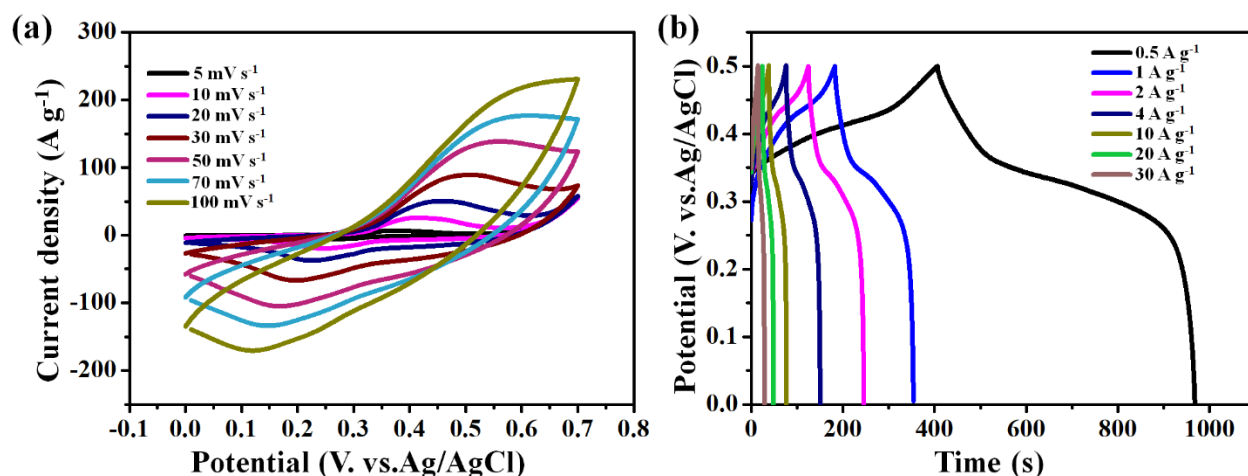 (a)
300
200
100
0
-100
-200
Current density (A g⁻¹)
5 mV s⁻¹
10 mV s⁻¹
20 mV s⁻¹
30 mV s⁻¹
50 mV s⁻¹
70 mV s⁻¹
100 mV s⁻¹
-0.1 0.0 0.1 0.2 0.3 0.4 0.5 0.6 0.7 0.8
Potential (V. vs.Ag/AgCl)
(b)
0.5
0.4
0.3
0.2
0.1
0.0
Potential (V. vs.Ag/AgCl)
0.5 A g⁻¹
1 A g⁻¹
2 A g⁻¹
4 A g⁻¹
10 A g⁻¹
20 A g⁻¹
30 A g⁻¹
0 200 400 600 800 1000
Time (s)